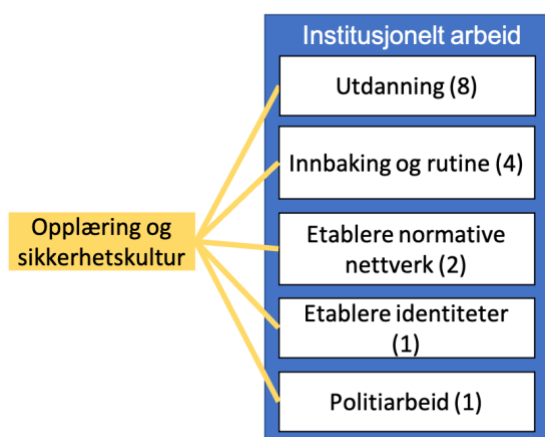 Institusjonelt arbeid
Utdanning (8)
Innbaking og rutine (4)
Opplæring og
sikkerhetskultur
Etablere normative
nettverk (2)
Etablere identiteter
(1)
Politiarbeid (1)